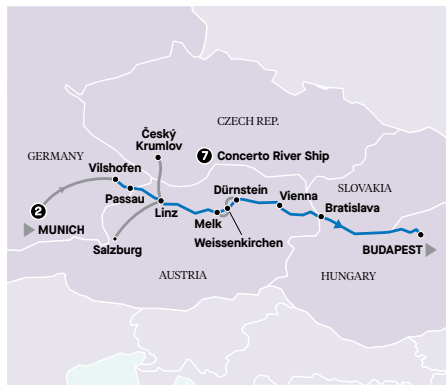 Český
Krumlov
CZECH REP.
7 Concerto River Ship
GERMANY
Vilshofen
Passau
Dürnstein
Vienna
SLOVAKIA
2
MUNICH
Linz
Melk
Bratislava
Salzburg
Weissenkirchen
BUDAPEST
AUSTRIA
HUNGARY